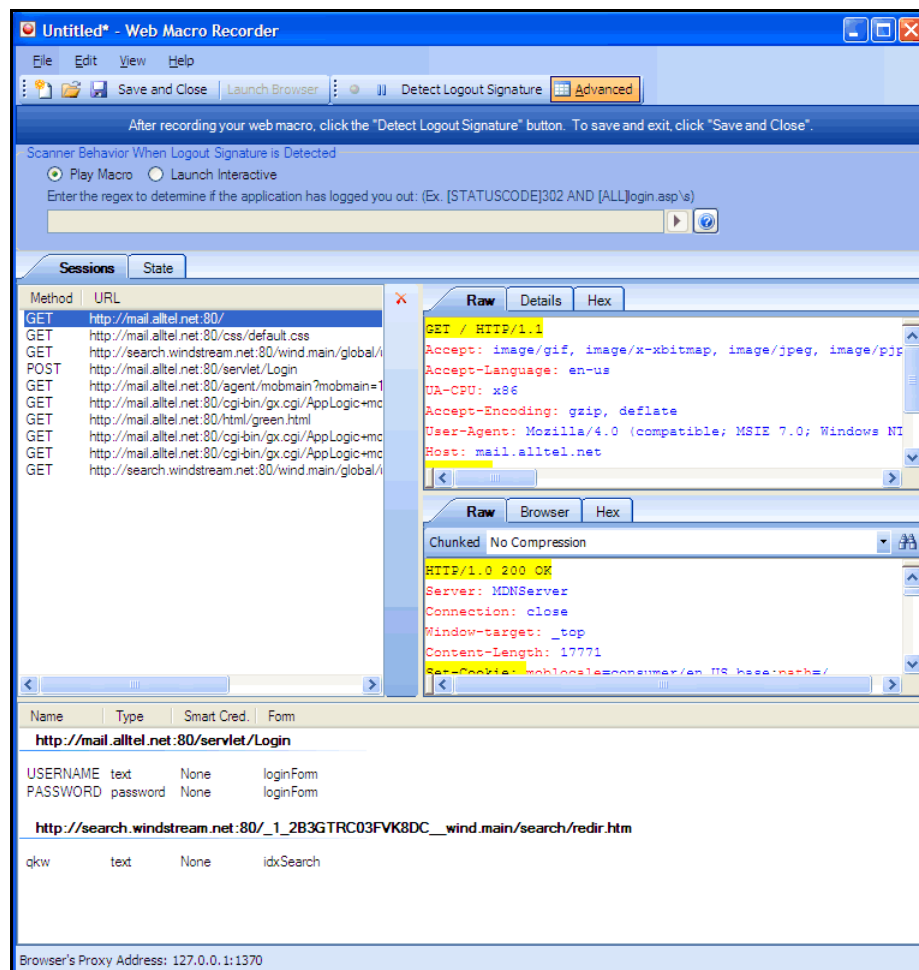 Untitled* - Web Macro Recorder
File Edit View Help
Save and Close Launch Browser Detect Logout Signature Advanced
After recording your web macro, click the "Detect Logout Signature" button. To save and exit, click "Save and Close".
Scanner Behavior When Logout Signature is Detected
Play Macro Launch Interactive
Enter the regex to determine if the application has logged you out: (Ex. [STATUSCODE]302 AND [ALL]login.asp\s)
Sessions State
Method URL
GET http://mail.alltel.net:80/
GET http://mail.alltel.net:80/css/default.css
GET http://search.windstream.net:80/wind.main/global/
POST http://mail.alltel.net:80/servlet/Login
GET http://mail.alltel.net:80/agent/mobmain?mobmain=1
GET http://mail.alltel.net:80/cgi-bin/gx.cgi/AppLogic+mc
GET http://mail.alltel.net:80/html/green.html
GET http://mail.alltel.net:80/cgi-bin/gx.cgi/AppLogic+mc
GET http://mail.alltel.net:80/cgi-bin/gx.cgi/AppLogic+mc
GET http://search.windstream.net:80/wind.main/global/
Raw Details Hex
GET / HTTP/1.1
Accept: image/gif, image/x-xbitmap, image/jpeg, image/pjp
Accept-Language: en-us
UA-CPU: x86
Accept-Encoding: gzip, deflate
User-Agent: Mozilla/4.0 (compatible; MSIE 7.0; Windows NT
Host: mail.alltel.net
Raw Browser Hex
Chunked No Compression
HTTP/1.0 200 OK
Server: MDNServer
Connection: close
Window-target: _top
Content-Length: 17771
Set-Cookie: moblocale=consumer/en_US_base;path=/
Name Type Smart Cred. Form
http://mail.alltel.net:80/servlet/Login
USERNAME text None loginForm
PASSWORD password None loginForm
http://search.windstream.net:80/_1_2B3GTRC03FVK8DC__wind.main/search/redir.htm
qkw text None idxSearch
Browser's Proxy Address: 127.0.0.1:1370